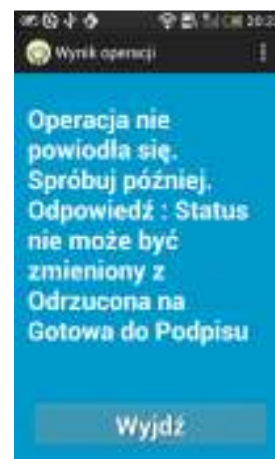 Wynik operacji
Operacja nie
powiodła się.
Spróbuj później.
Odpowiedź : Status
nie może być
zmieniony z
Odrzucona na
Gotowa do Podpisu
Wyjdź